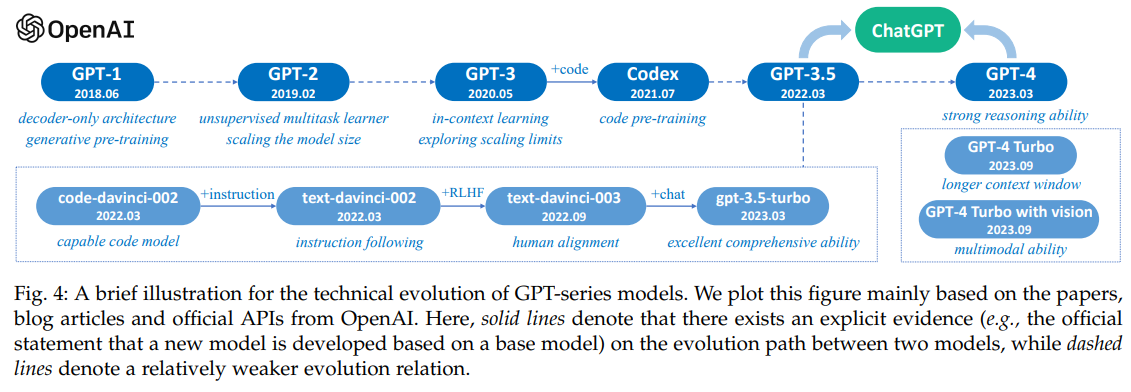 OpenAI
ChatGPT
GPT-1
2018.06
GPT-2
2019.02
GPT-3
2020.05
+code
Codex
2021.07
GPT-3.5
2022.03
GPT-4
2023.03
decoder-only architecture
generative pre-training
unsupervised multitask learner
scaling the model size
in-context learning
exploring scaling limits
code pre-training
strong reasoning ability
code-davinci-002
2022.03
+instruction
text-davinci-002
2022.03
+RLHF
text-davinci-003
2022.09
+chat
gpt-3.5-turbo
2023.03
capable code model
instruction following
human alignment
excellent comprehensive ability
GPT-4 Turbo
2023.09
longer context window
GPT-4 Turbo with vision
2023.09
multimodal ability
Fig. 4: A brief illustration for the technical evolution of GPT-series models. We plot this figure mainly based on the papers,
blog articles and official APIs from OpenAI. Here, solid lines denote that there exists an explicit evidence (e.g., the official
statement that a new model is developed based on a base model) on the evolution path between two models, while dashed
lines denote a relatively weaker evolution relation.